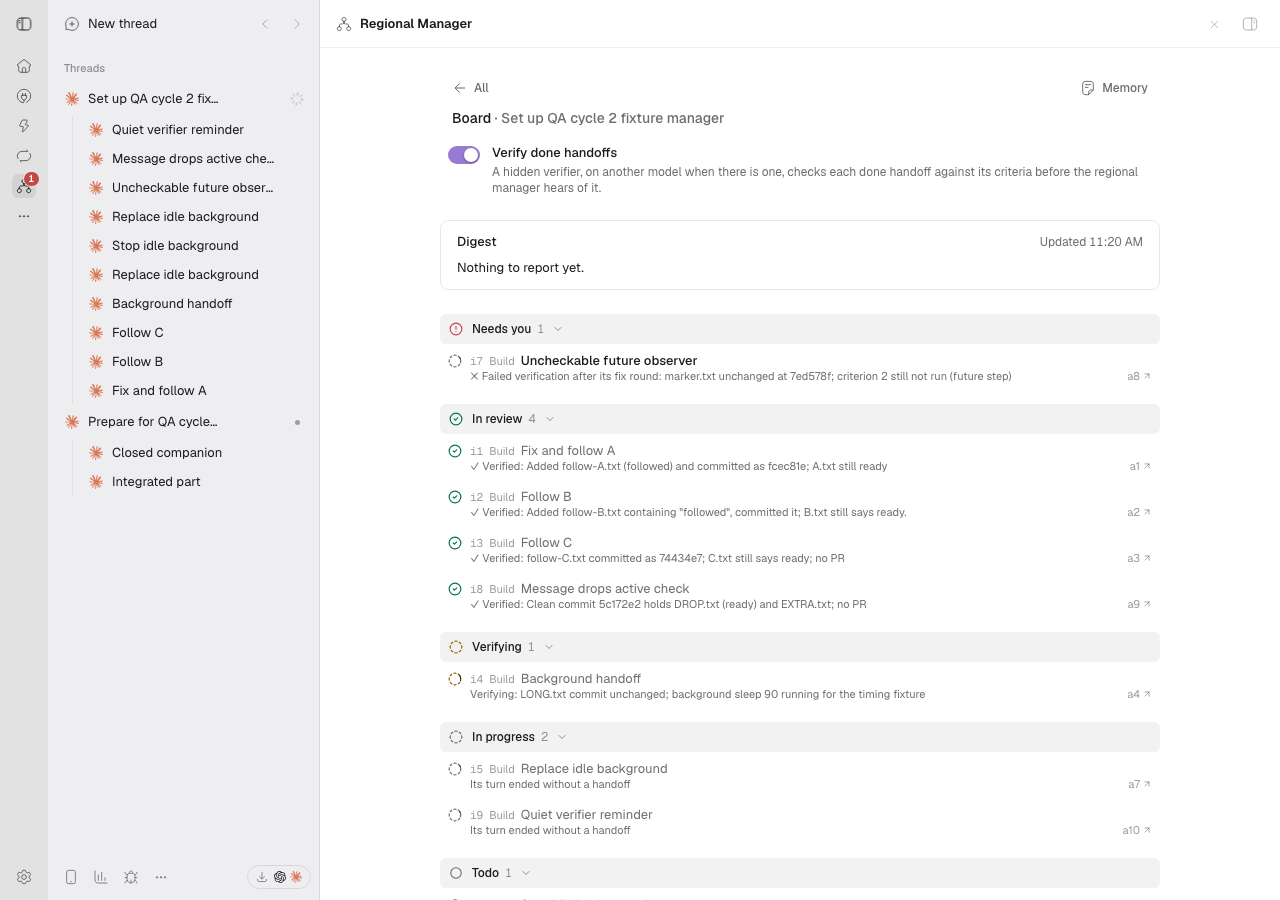 New thread
Threads
Set up QA cycle 2 fix...
Quiet verifier reminder
Message drops active che...
Uncheckable future obser...
Replace idle background
Stop idle background
Replace idle background
Background handoff
Follow C
Follow B
Fix and follow A
Prepare for QA cycle...
Closed companion
Integrated part
1
Regional Manager
All
Memory
Board · Set up QA cycle 2 fixture manager
Verify done handoffs
A hidden verifier, on another model when there is one, checks each done handoff against its criteria before the regional
manager hears of it.
Digest
Updated 11:20 AM
Nothing to report yet.
Needs you 1
i7 Build Uncheckable future observer
✕ Failed verification after its fix round: marker.txt unchanged at 7ed578f; criterion 2 still not run (future step)
a8 ↗
In review 4
i1 Build Fix and follow A
✓ Verified: Added follow-A.txt (followed) and committed as fcec81e; A.txt still ready
a1 ↗
i2 Build Follow B
✓ Verified: Added follow-B.txt containing "followed", committed it; B.txt still says ready.
a2 ↗
i3 Build Follow C
✓ Verified: follow-C.txt committed as 74434e7; C.txt still says ready; no PR
a3 ↗
i8 Build Message drops active check
✓ Verified: Clean commit 5c172e2 holds DROP.txt (ready) and EXTRA.txt; no PR
a9 ↗
Verifying 1
i4 Build Background handoff
Verifying: LONG.txt commit unchanged; background sleep 90 running for the timing fixture
a4 ↗
In progress 2
i5 Build Replace idle background
Its turn ended without a handoff
a7 ↗
i9 Build Quiet verifier reminder
Its turn ended without a handoff
a10 ↗
Todo 1